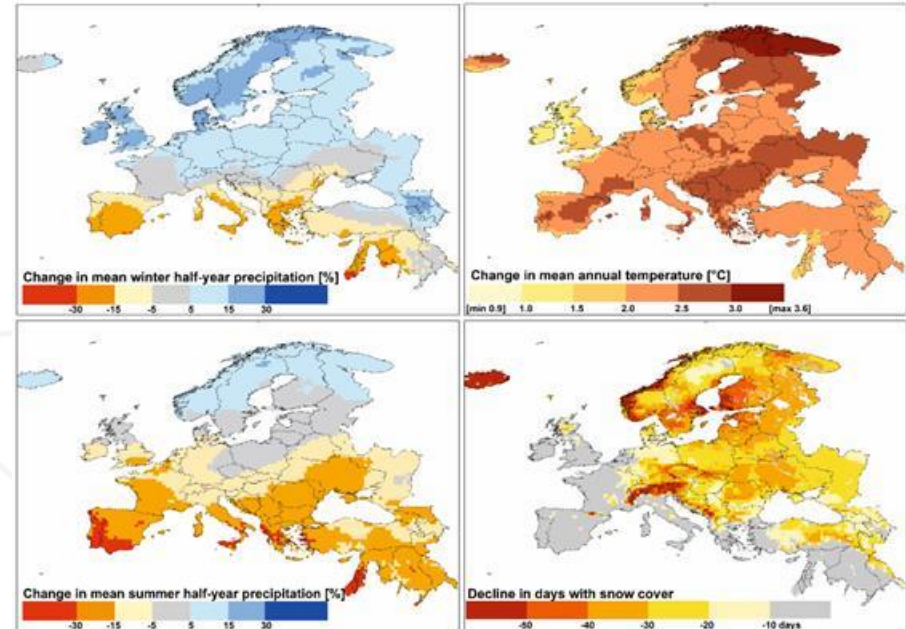 Change in mean winter half-year precipitation [%]
-30 -15 -5 5 15 30
Change in mean annual temperature [°C]
[min 0.9] 1.0 1.5 2.0 2.5 3.0 [max 3.6]
Change in mean summer half-year precipitation [%]
-30 -15 -5 5 15 30
Decline in days with snow cover
-50 -40 -30 -20 -10 days